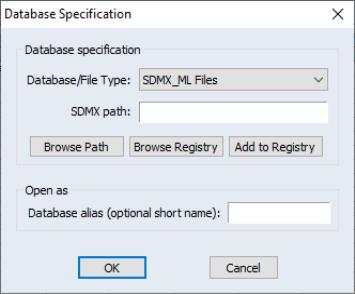 Database Specification
Database specification
Database/File Type: SDMX_ML Files
SDMX path:
Browse Path Browse Registry Add to Registry
Open as
Database alias (optional short name):
OK Cancel